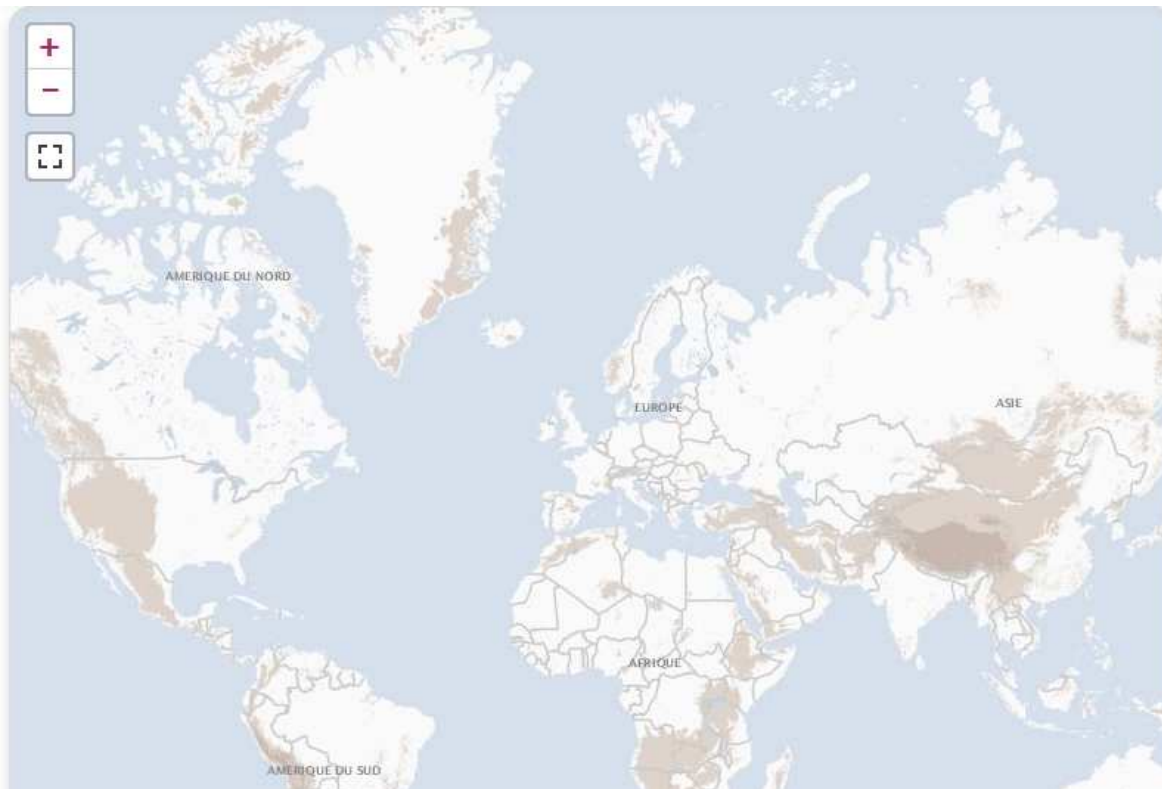 +
−
AMERIQUE DU NORD
EUROPE
ASIE
AFRIQUE
AMERIQUE DU SUD